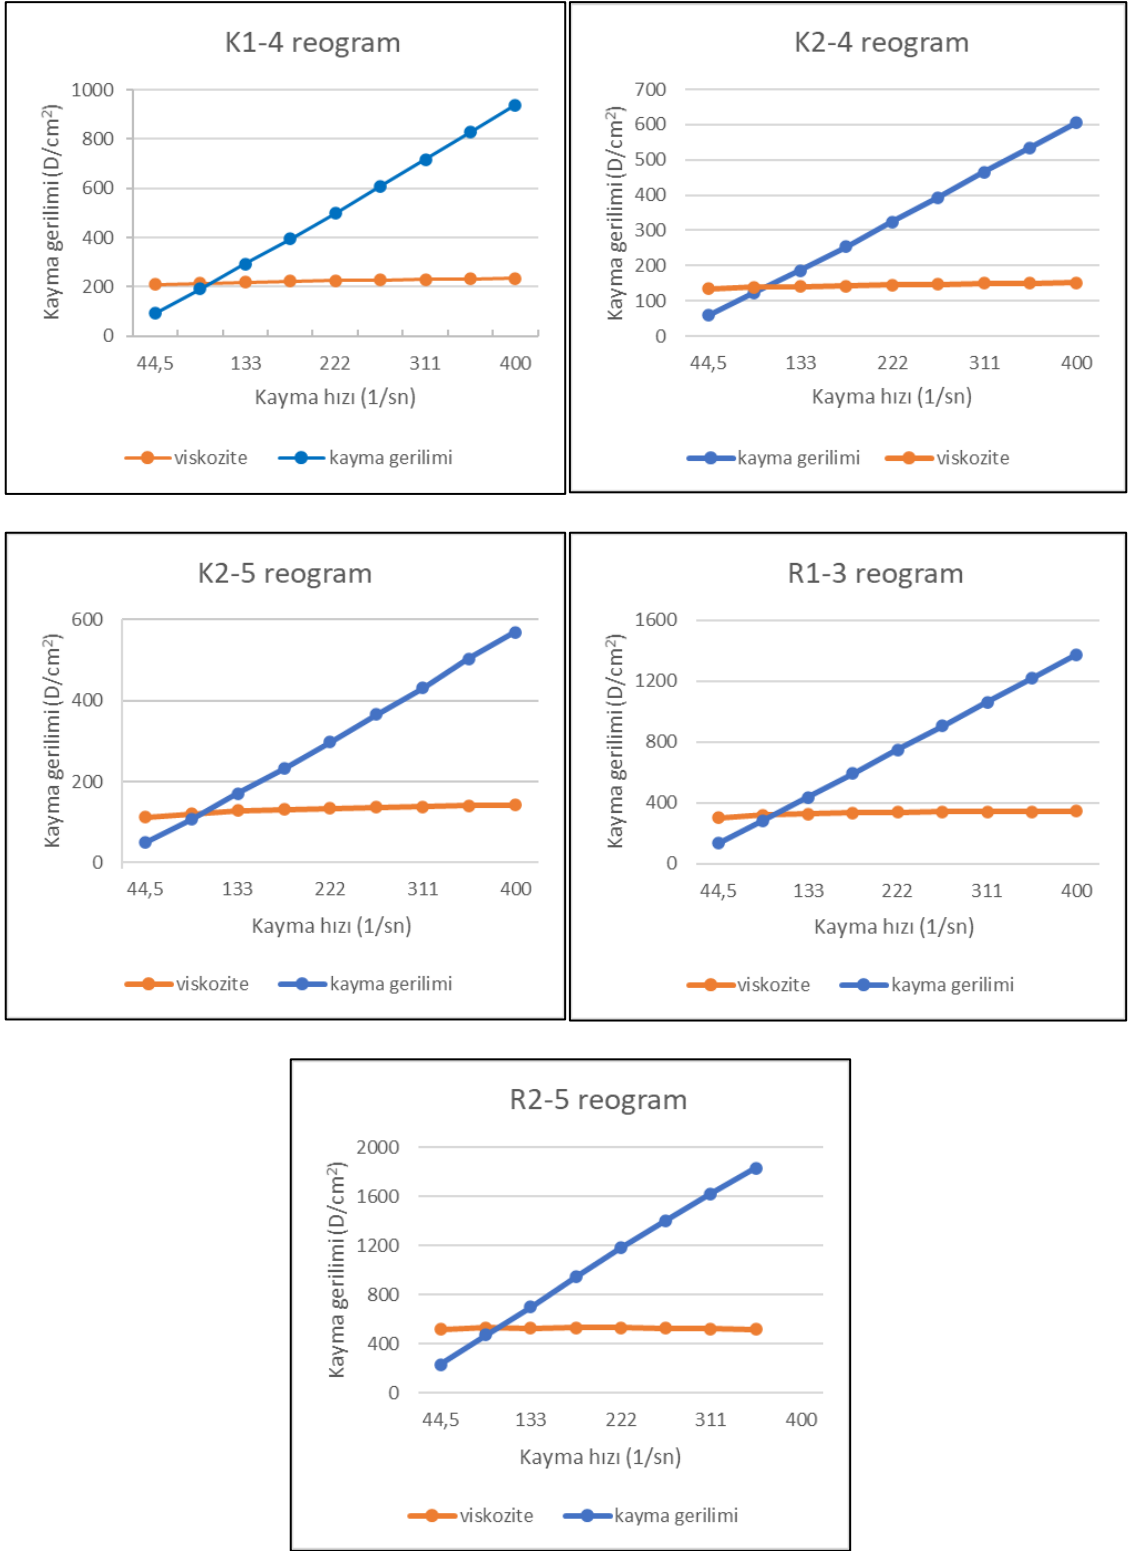 K1-4 reogram
Kayma gerilimi (D/cm²)
1000
800
600
400
200
0
44,5 133 222 311 400
Kayma hızı (1/sn)
viskozite kayma gerilimi
K2-4 reogram
Kayma gerilimi (D/cm²)
700
600
500
400
300
200
100
0
44,5 133 222 311 400
Kayma hızı (1/sn)
kayma gerilimi viskozite
K2-5 reogram
Kayma gerilimi (D/cm²)
600
400
200
0
44,5 133 222 311 400
Kayma hızı (1/sn)
viskozite kayma gerilimi
R1-3 reogram
Kayma gerilimi (D/cm²)
1600
1200
800
400
0
44,5 133 222 311 400
Kayma hızı (1/sn)
viskozite kayma gerilimi
R2-5 reogram
Kayma gerilimi (D/cm²)
2000
1600
1200
800
400
0
44,5 133 222 311 400
Kayma hızı (1/sn)
viskozite kayma gerilimi